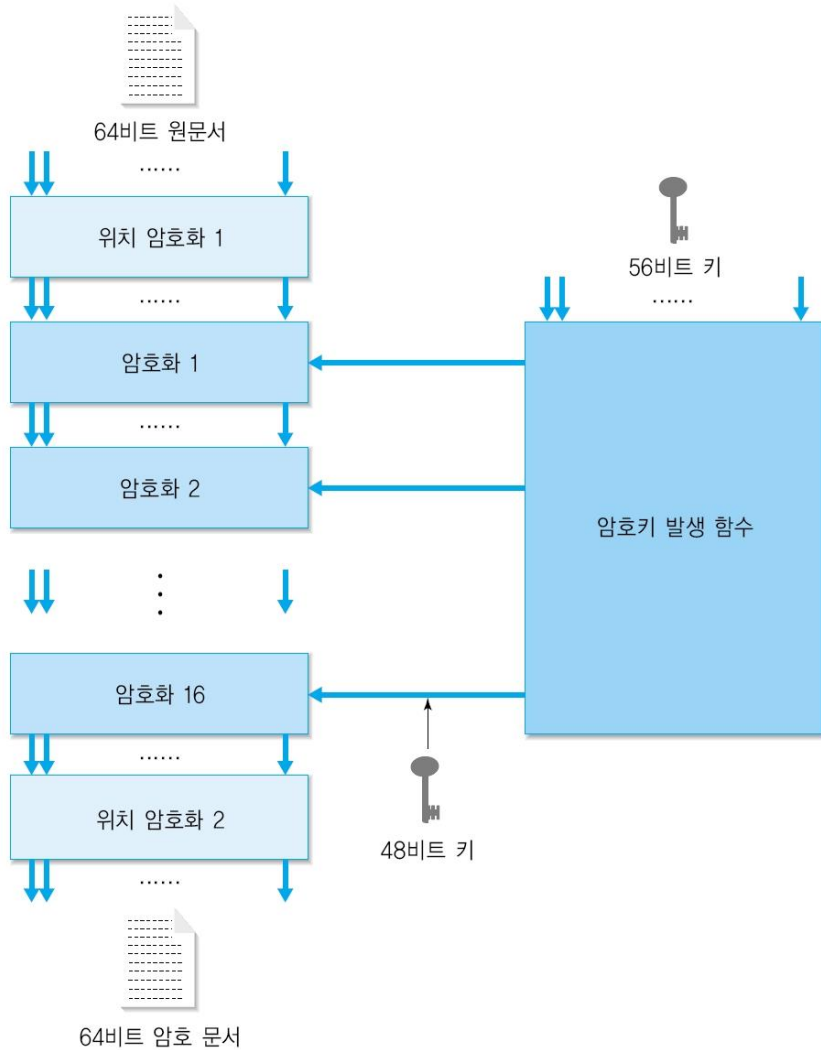 64비트 원문서
······
위치 암호화 1
56비트 키
······
······
암호화 1
······
암호화 2
암호키 발생 함수
암호화 16
······
위치 암호화 2
48비트 키
······
64비트 암호 문서